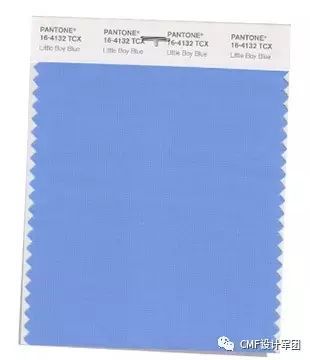 PANTONE® PANTONE® PANTONE® PANTONE®
16-4132 TCX 16-4132 TCX 16-4132 TCX 16-4132 TCX
Little Boy Blue Little Boy Blue Little Boy Blue Little Boy Blue
CMF设计军团